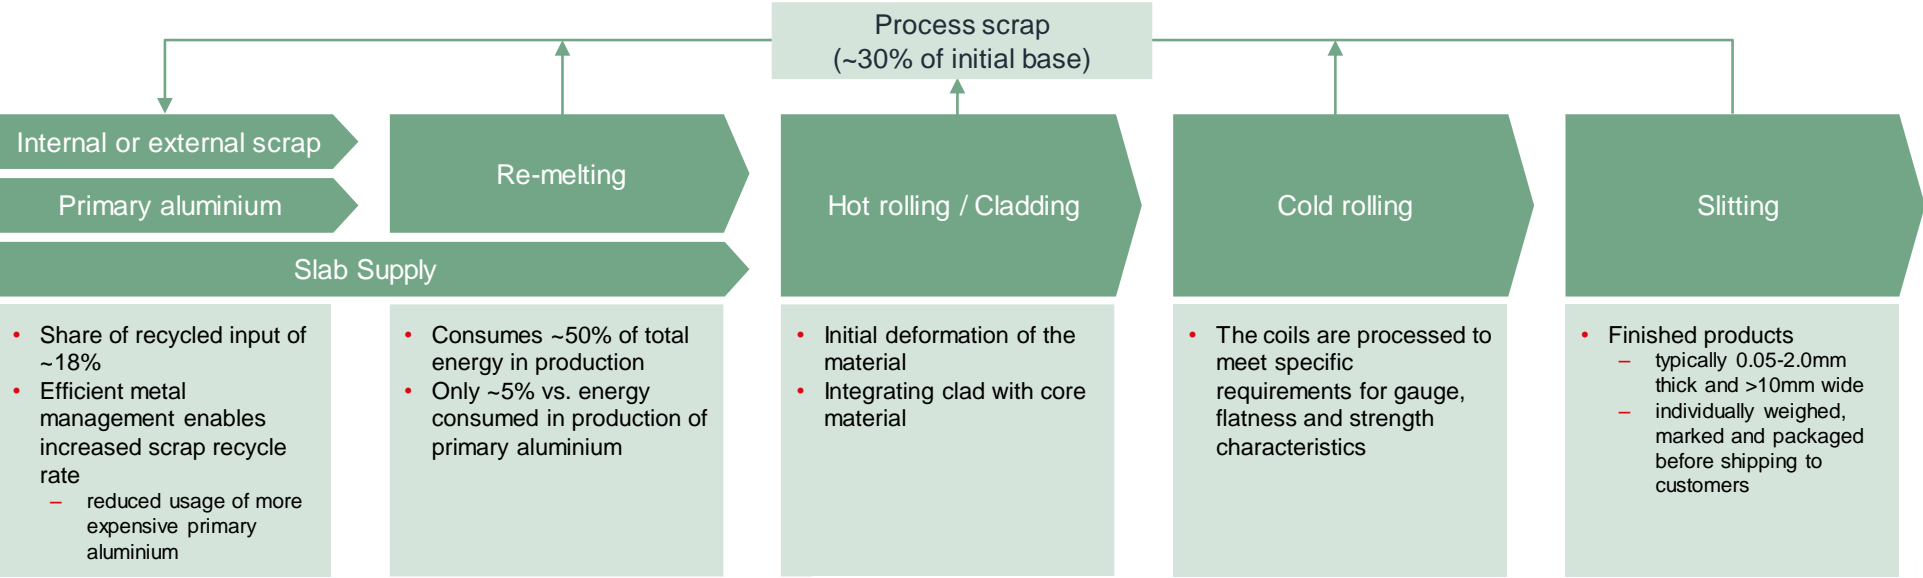 Process scrap
(~30% of initial base)
Internal or external scrap
Primary aluminium
Slab Supply
Re-melting
Hot rolling / Cladding
Cold rolling
Slitting
• Share of recycled input of
~18%
• Efficient metal
management enables
increased scrap recycle
rate
– reduced usage of more
expensive primary
aluminium
• Consumes ~50% of total
energy in production
• Only ~5% vs. energy
consumed in production of
primary aluminium
• Initial deformation of the
material
• Integrating clad with core
material
• The coils are processed to
meet specific
requirements for gauge,
flatness and strength
characteristics
• Finished products
– typically 0.05-2.0mm
thick and >10mm wide
– individually weighed,
marked and packaged
before shipping to
customers